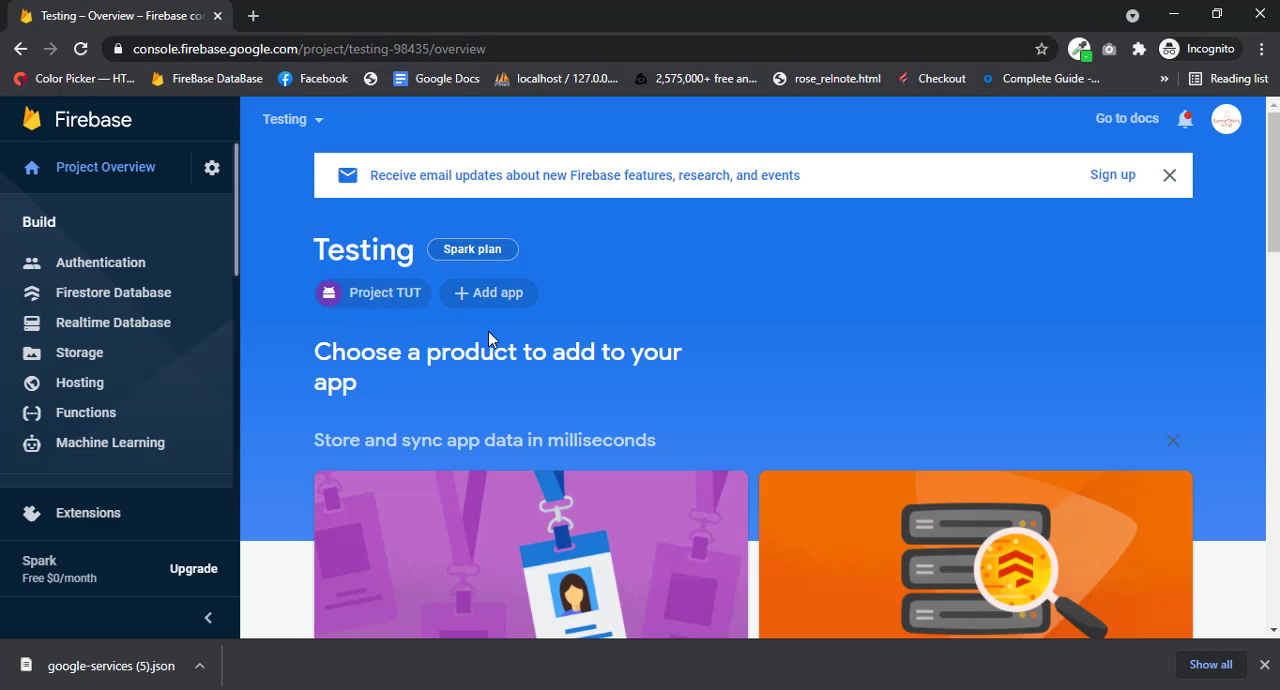 Testing – Overview – Firebase cor
console.firebase.google.com/project/testing-98435/overview
Incognito
Color Picker — HT...
FireBase DataBase
Facebook
Google Docs
localhost / 127.0.0....
2,575,000+ free an...
rose_relnote.html
Checkout
Complete Guide -...
»
Reading list
Firebase
Testing
Go to docs
Project Overview
Receive email updates about new Firebase features, research, and events
Sign up
Build
Testing
Spark plan
Authentication
Firestore Database
Project TUT
+ Add app
Realtime Database
Storage
Choose a product to add to your
app
Hosting
Functions
Machine Learning
Store and sync app data in milliseconds
Extensions
Spark
Free $0/month
Upgrade
google-services (5).json
Show all